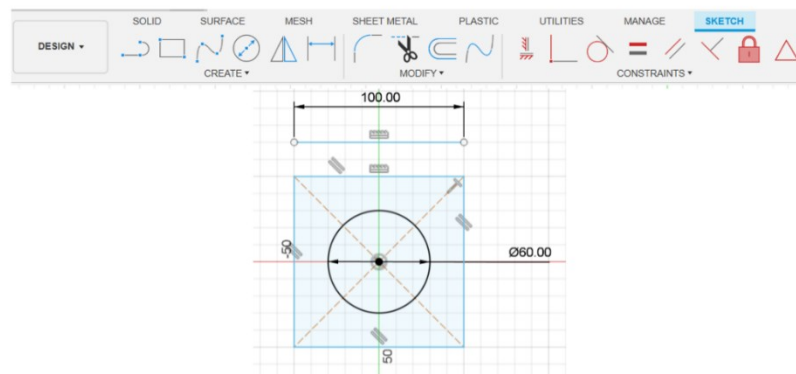 SOLID SURFACE MESH SHEET METAL PLASTIC UTILITIES MANAGE SKETCH
DESIGN ▾
CREATE ▾ MODIFY ▾ CONSTRAINTS ▾
100.00
-50
Ø60.00
50